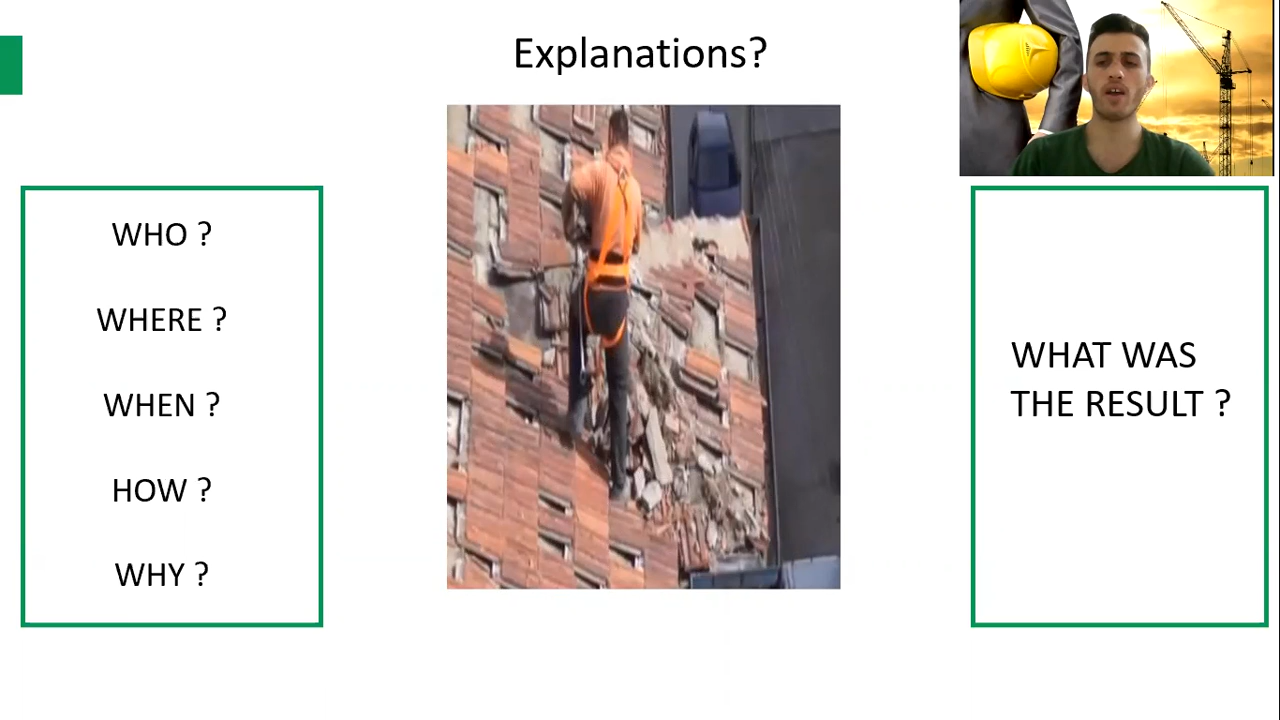 Explanations?
WHO ?
WHERE ?
WHEN ?
HOW ?
WHY ?
WHAT WAS
THE RESULT ?